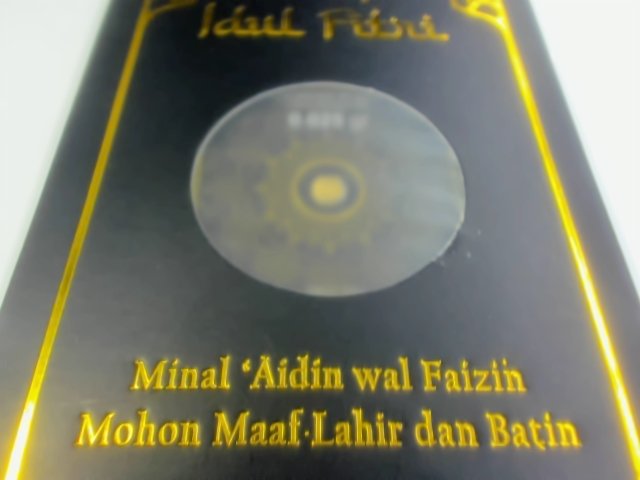 Idul Fitri
Minal ‘Aidin wal Faizin
Mohon Maaf Lahir dan Batin